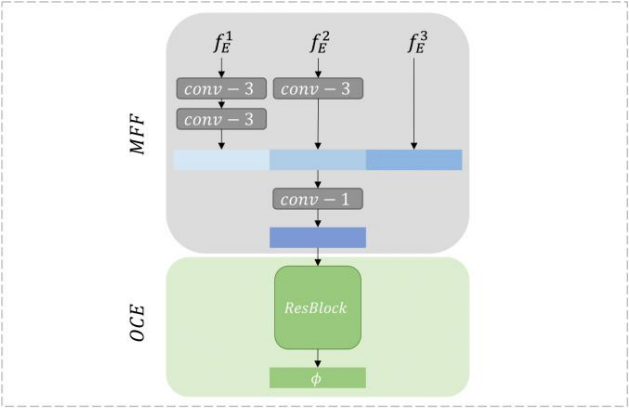 f_E^1 f_E^2 f_E^3
conv − 3 conv − 3
conv − 3
MFF
conv − 1
ResBlock
OCE
ϕ